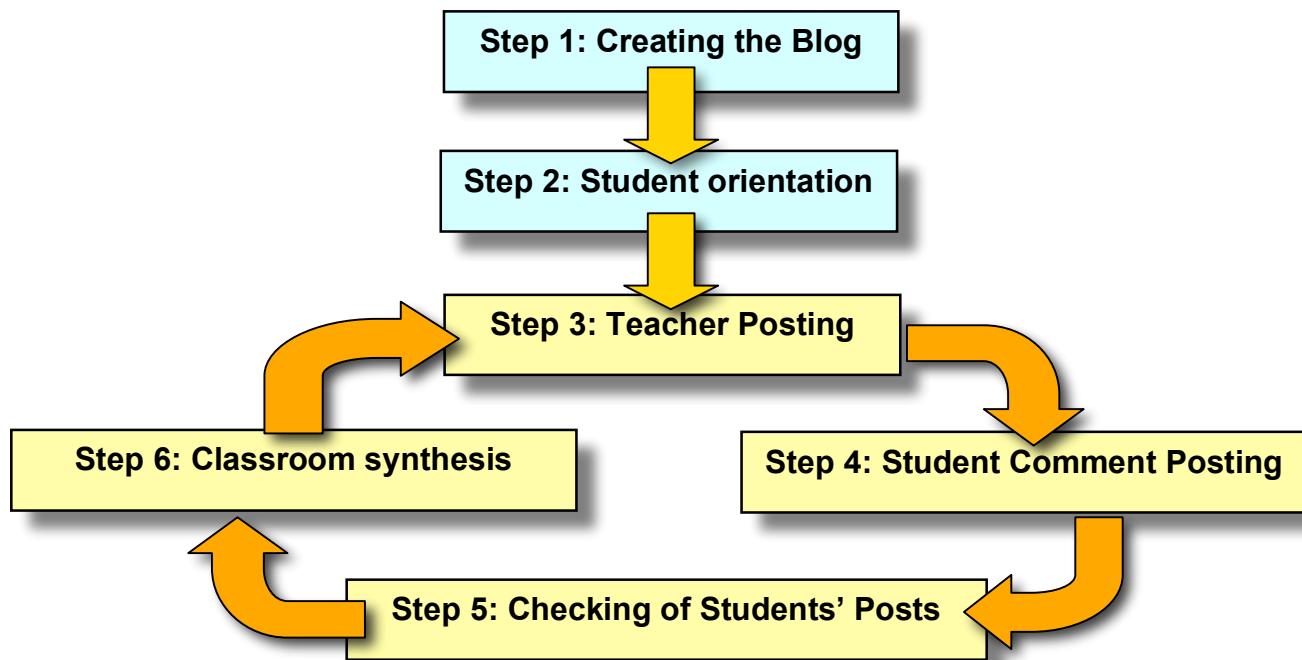 Step 1: Creating the Blog
Step 2: Student orientation
Step 3: Teacher Posting
Step 4: Student Comment Posting
Step 5: Checking of Students’ Posts
Step 6: Classroom synthesis